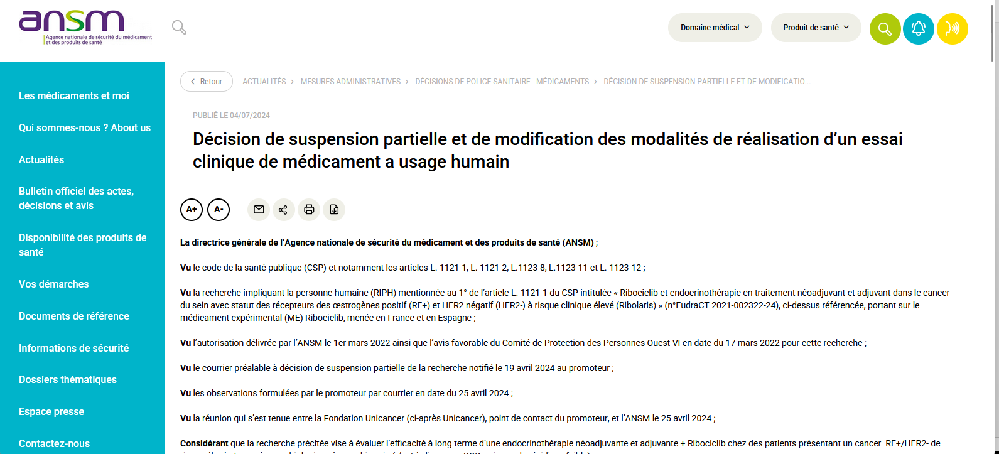 ansm
Agence nationale de sécurité du médicament
et des produits de santé
Domaine médical
Produit de santé
Les médicaments et moi
Qui sommes-nous ? About us
Actualités
Bulletin officiel des actes,
décisions et avis
Disponibilité des produits de
santé
Vos démarches
Documents de référence
Informations de sécurité
Dossiers thématiques
Espace presse
Contactez-nous
Retour ACTUALITÉS > MESURES ADMINISTRATIVES > DÉCISIONS DE POLICE SANITAIRE - MÉDICAMENTS > DÉCISION DE SUSPENSION PARTIELLE ET DE MODIFICATIO...
PUBLIÉ LE 04/07/2024
Décision de suspension partielle et de modification des modalités de réalisation d’un essai
clinique de médicament a usage humain
A+ A-
La directrice générale de l’Agence nationale de sécurité du médicament et des produits de santé (ANSM) ;
Vu le code de la santé publique (CSP) et notamment les articles L. 1121-1, L. 1121-2, L.1123-8, L.1123-11 et L. 1123-12 ;
Vu la recherche impliquant la personne humaine (RIPH) mentionnée au 1° de l’article L. 1121-1 du CSP intitulée « Ribociclib et endocrinothérapie en traitement néoadjuvant et adjuvant dans le cancer
du sein avec statut des récepteurs des œstrogènes positif (RE+) et HER2 négatif (HER2-) à risque clinique élevé (Ribolaris) » (n°EudraCT 2021-002322-24), ci-dessus référencée, portant sur le
médicament expérimental (ME) Ribociclib, menée en France et en Espagne ;
Vu l’autorisation délivrée par l’ANSM le 1er mars 2022 ainsi que l’avis favorable du Comité de Protection des Personnes Ouest VI en date du 17 mars 2022 pour cette recherche ;
Vu le courrier préalable à décision de suspension partielle de la recherche notifié le 19 avril 2024 au promoteur ;
Vu les observations formulées par le promoteur par courrier en date du 25 avril 2024 ;
Vu la réunion qui s’est tenue entre la Fondation Unicancer (ci-après Unicancer), point de contact du promoteur, et l’ANSM le 25 avril 2024 ;
Considérant que la recherche précitée vise à évaluer l’efficacité à long terme d’une endocrinothérapie néoadjuvante et adjuvante + Ribociclib chez des patients présentant un cancer RE+/HER2- de